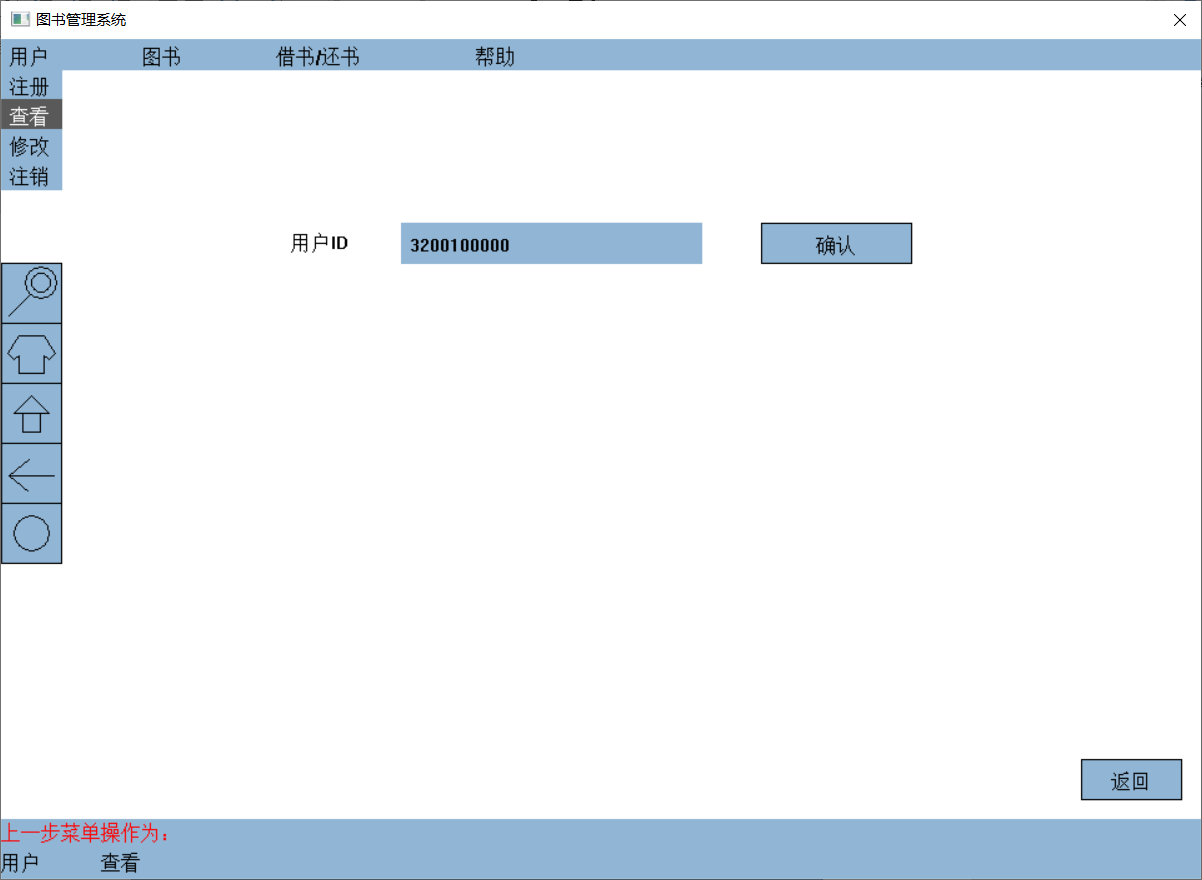 图书管理系统
用户 图书 借书/还书 帮助
注册
查看
修改
注销
用户ID 3200100000 确认
返回
上一步菜单操作为：
用户 查看